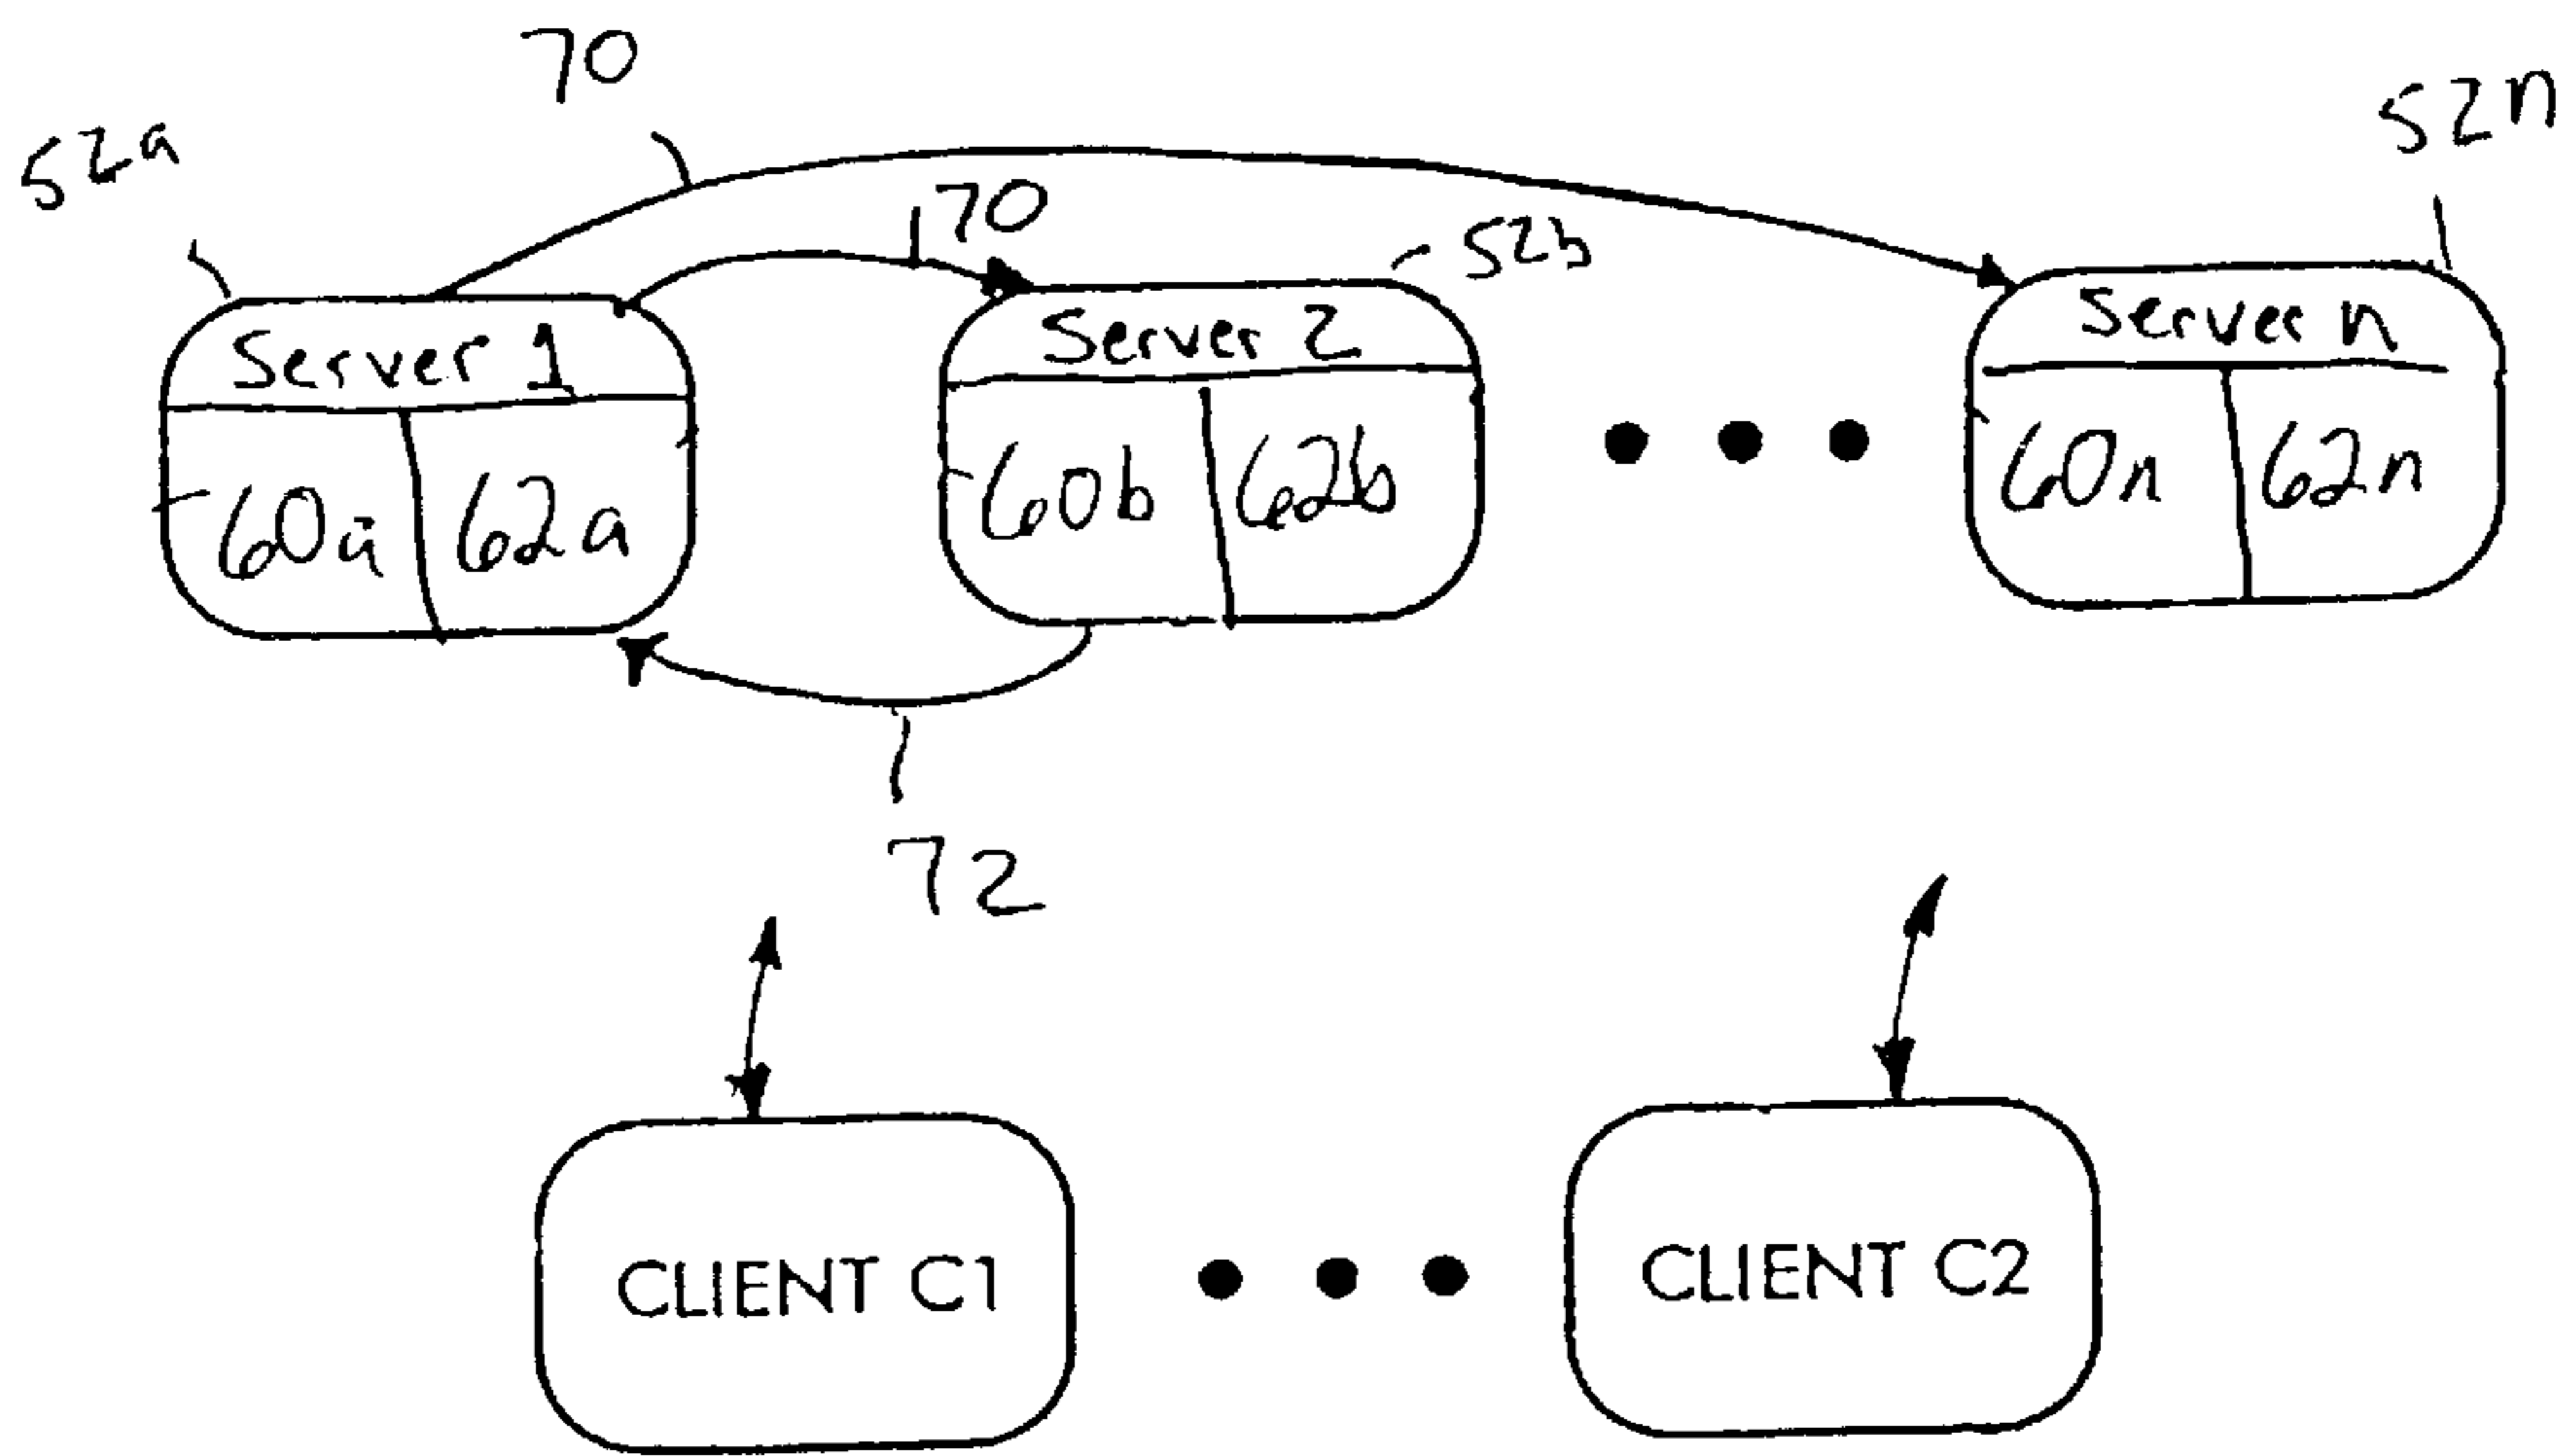 70
52a
52n
70
52b
Server 1
Server 2
Server n
60a
62a
60b
62b
60n
62n
72
CLIENT C1
CLIENT C2